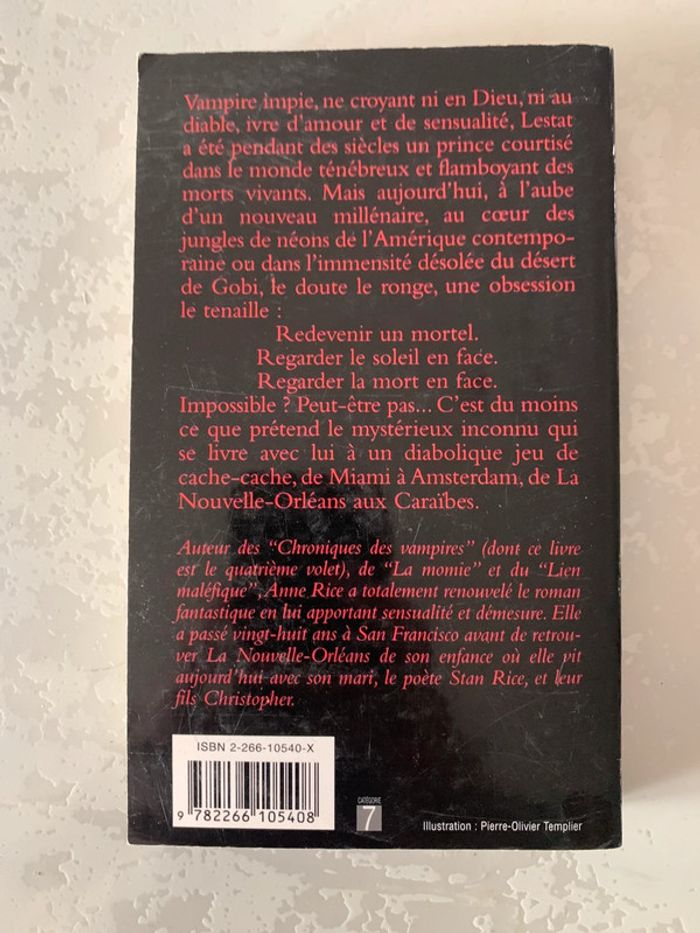 Vampire impie, ne croyant ni en Dieu, ni au
diable, ivre d'amour et de sensualité, Lestat
a été pendant des siècles un prince courtisé
dans le monde ténébreux et flamboyant des
morts vivants. Mais aujourd'hui, à l'aube
d'un nouveau millénaire, au cœur des
jungles de néons de l'Amérique contempo-
raine ou dans l'immensité désolée du désert
de Gobi, le doute le ronge, une obsession
le tenaille :
Redevenir un mortel.
Regarder le soleil en face.
Regarder la mort en face.
Impossible ? Peut-être pas... C'est du moins
ce que prétend le mystérieux inconnu qui
se livre avec lui à un diabolique jeu de
cache-cache, de Miami à Amsterdam, de La
Nouvelle-Orléans aux Caraïbes.
Auteur des "Chroniques des vampires" (dont ce livre
est le quatrième volet), de "La momie" et du "Lien
maléfique", Anne Rice a totalement renouvelé le roman
fantastique en lui apportant sensualité et démesure. Elle
a passé vingt-huit ans à San Francisco avant de retrou-
ver La Nouvelle-Orléans de son enfance où elle vit
aujourd'hui avec son mari, le poète Stan Rice, et leur
fils Christopher.
ISBN 2-266-10540-X
9 782266 105408
CATÉGORIE
7
Illustration : Pierre-Olivier Templier